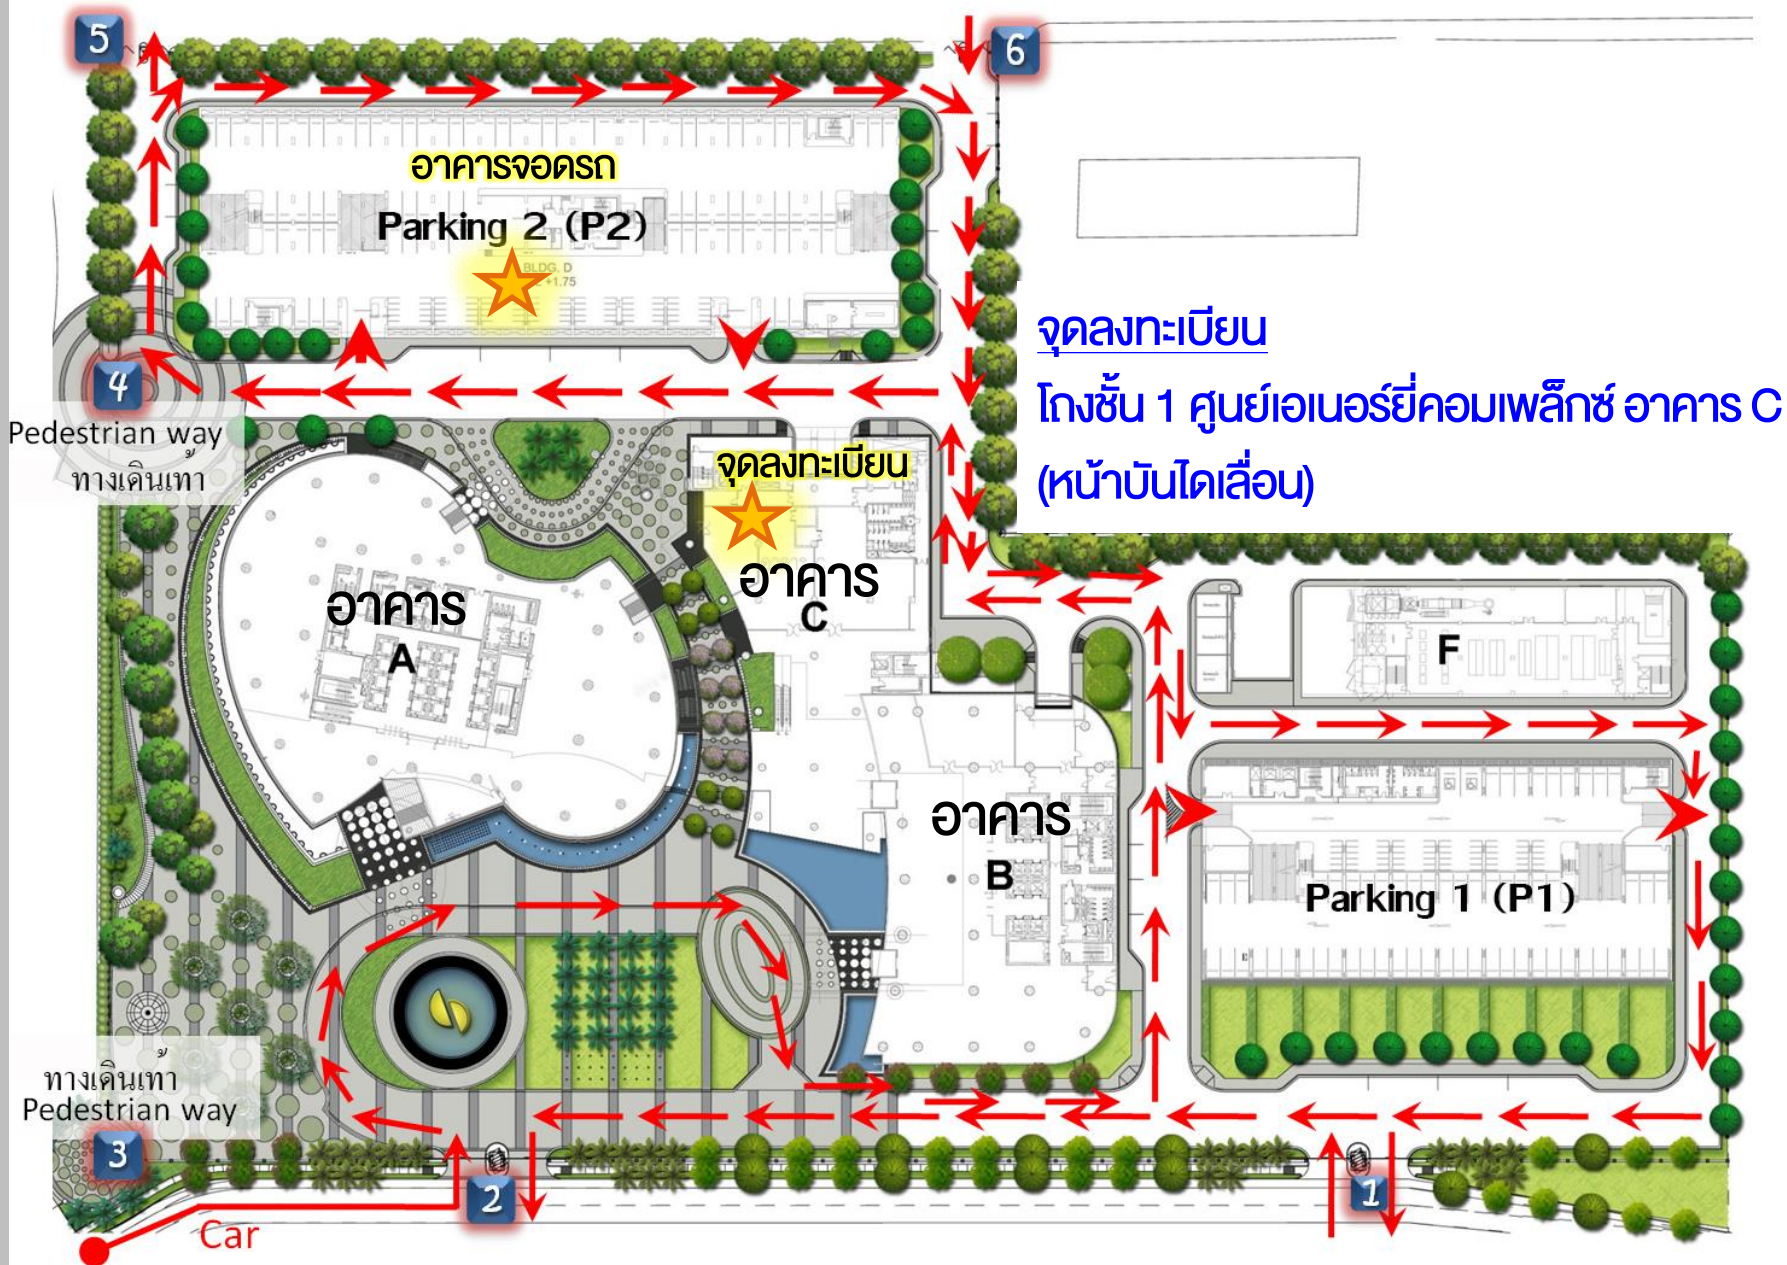 5
6
อาคารจอดรถ
Parking 2 (P2)
BLDG. D
+1.75
จุดลงทะเบียน
โถงชั้น 1 ศูนย์เอเนอร์ยี่คอมเพล็กซ์ อาคาร C
(หน้าบันไดเลื่อน)
4
Pedestrian way
ทางเดินเท้า
จุดลงทะเบียน
อาคาร
C
อาคาร
A
F
อาคาร
B
Parking 1 (P1)
ทางเดินเท้า
Pedestrian way
3
2
1
Car